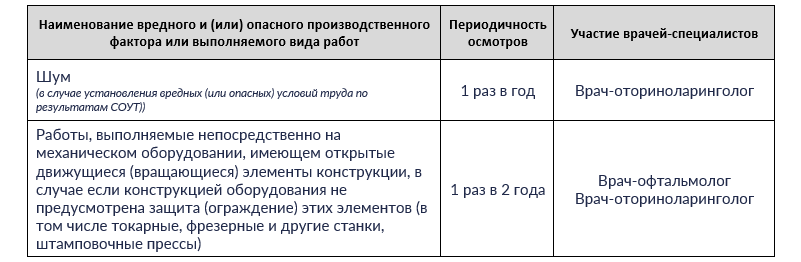 Наименование вредного и (или) опасного производственного
фактора или выполняемого вида работ
Периодичность
осмотров
Участие врачей-специалистов
Шум
(в случае установления вредных (или опасных) условий труда по
результатам СОУТ))
1 раз в год
Врач-оториноларинголог
Работы, выполняемые непосредственно на
механическом оборудовании, имеющем открытые
движущиеся (вращающиеся) элементы конструкции, в
случае если конструкцией оборудования не
предусмотрена защита (ограждение) этих элементов (в
том числе токарные, фрезерные и другие станки,
штамповочные прессы)
1 раз в 2 года
Врач-офтальмолог
Врач-оториноларинголог